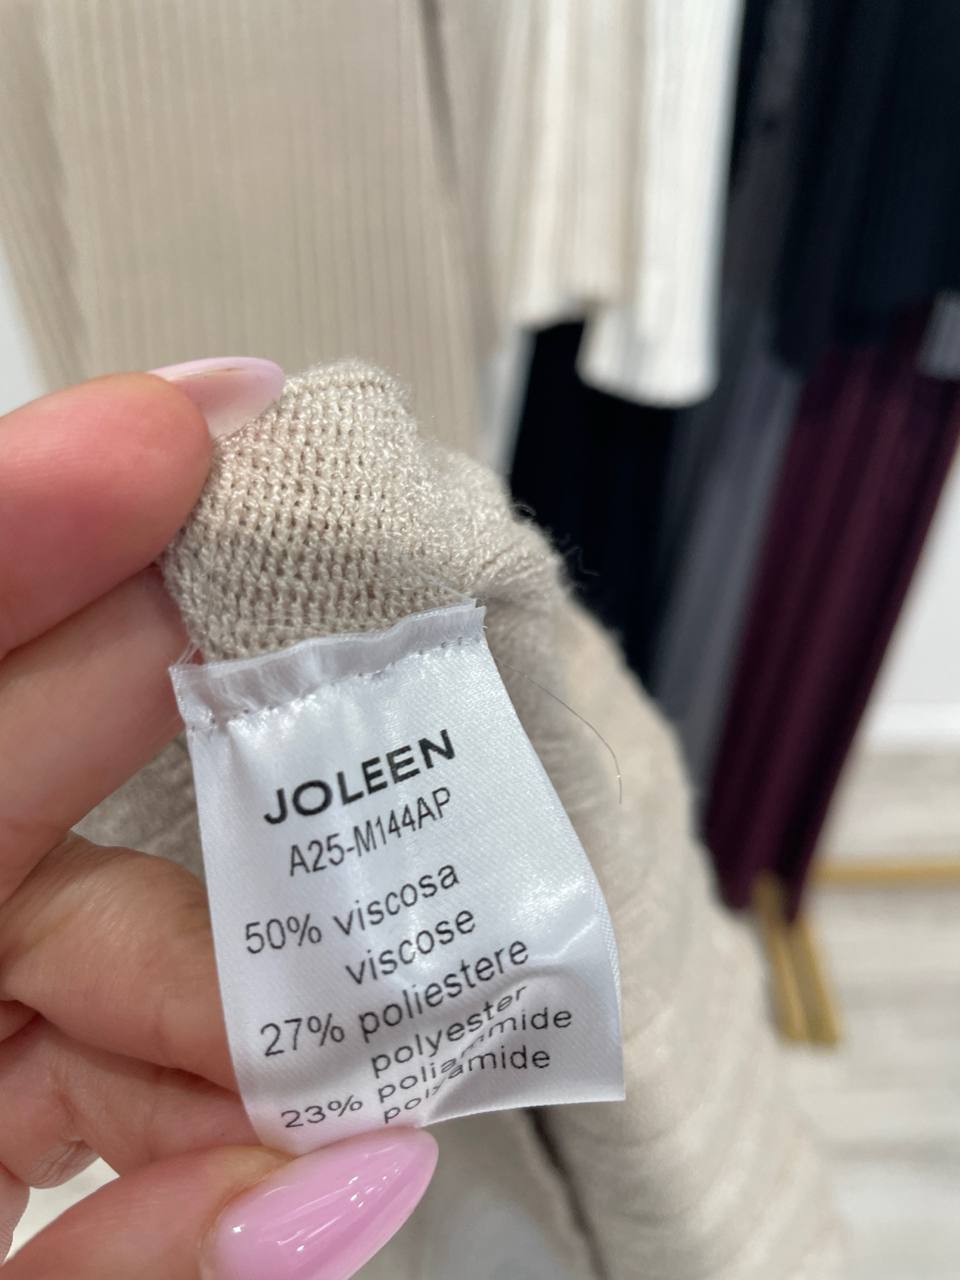 JOLEEN
A25-M144AP
50% viscosa
viscose
27% poliestere
polyester
23% poliammide
polyamide